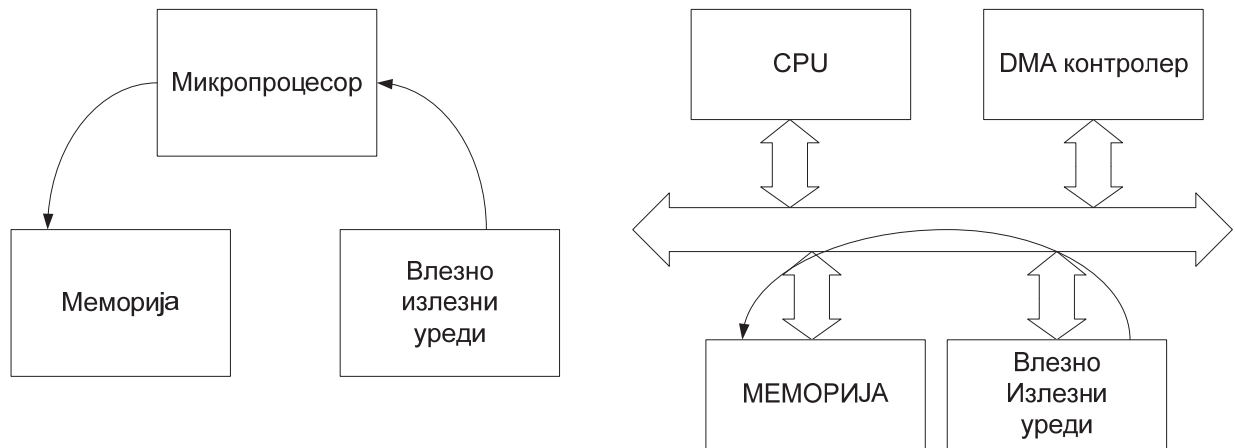 Микропроцесор
Меморија
Влезно
излезни
уреди
CPU
DMA контролер
МЕМОРИЈА
Влезно
Излезни
уреди